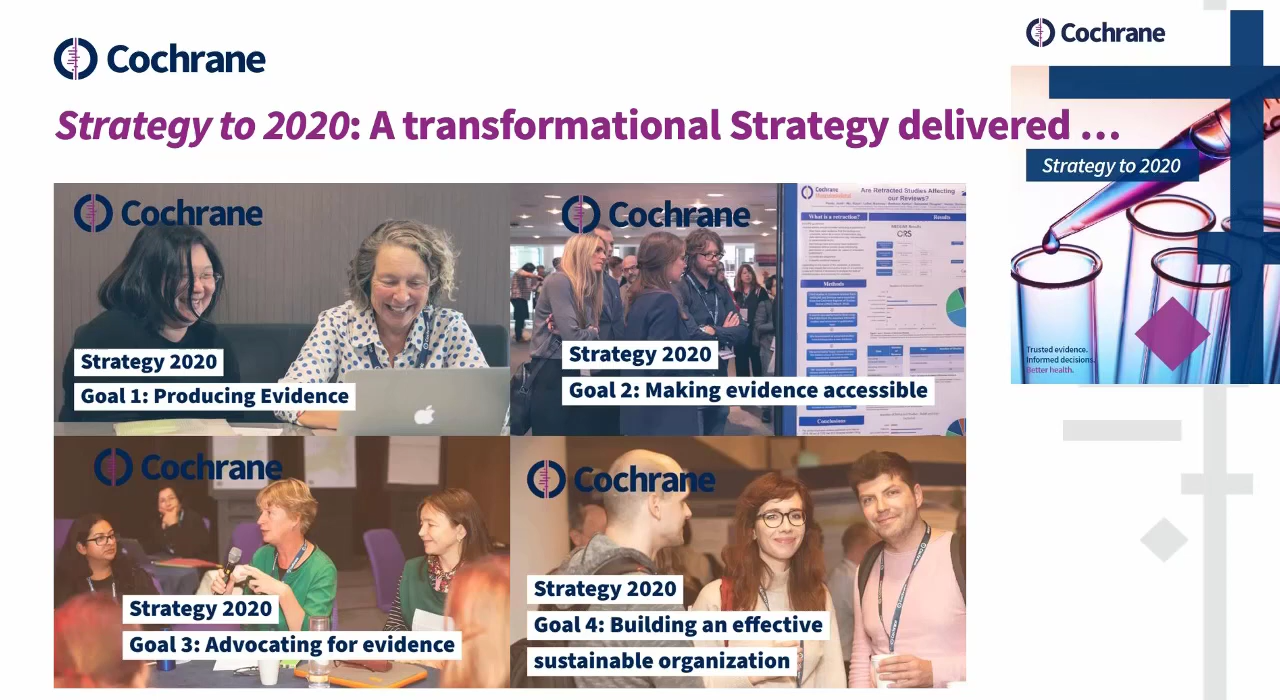 Cochrane
Strategy to 2020: A transformational Strategy delivered ...
Cochrane
Strategy 2020
Goal 1: Producing Evidence
Cochrane
Strategy 2020
Goal 2: Making evidence accessible
Are Retracted Studies Affecting
our Reviews?
What is a retraction?
Results
CRS
Methods
Conclusions
Cochrane
Strategy 2020
Goal 3: Advocating for evidence
Cochrane
Strategy 2020
Goal 4: Building an effective
sustainable organization
Cochrane
Strategy to 2020
Trusted evidence.
Informed decisions.
Better health.